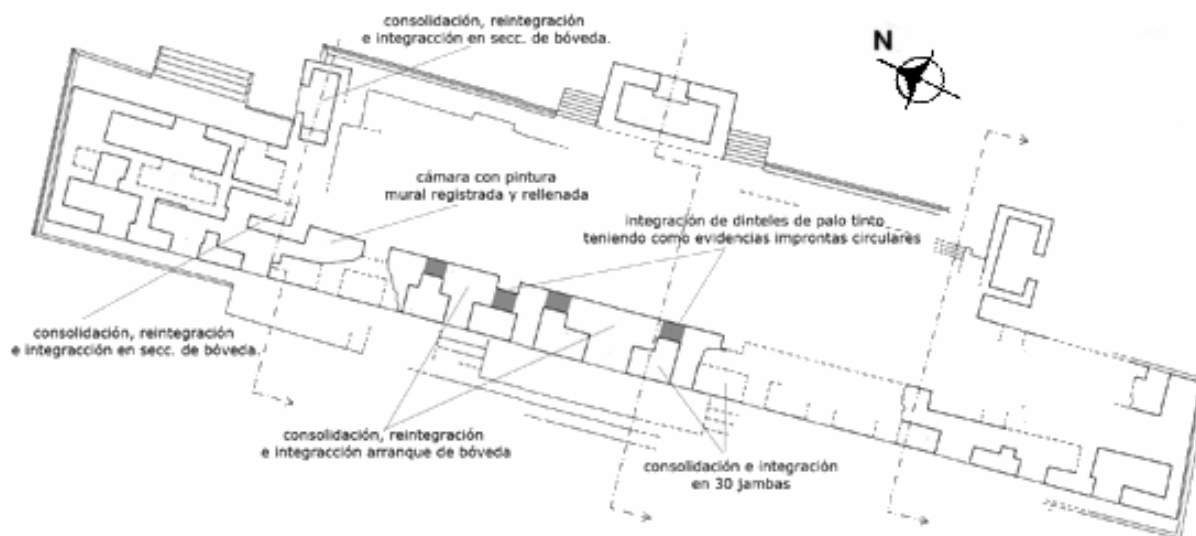 consolidación, reintegración
e integracción en secc. de bóveda.
N
cámara con pintura
mural registrada y rellenada
integración de dinteles de palo tinto
teniendo como evidencias improntas circulares
consolidación, reintegración
e integracción en secc. de bóveda.
consolidación, reintegración
e integracción arranque de bóveda
consolidación e integración
en 30 jambas